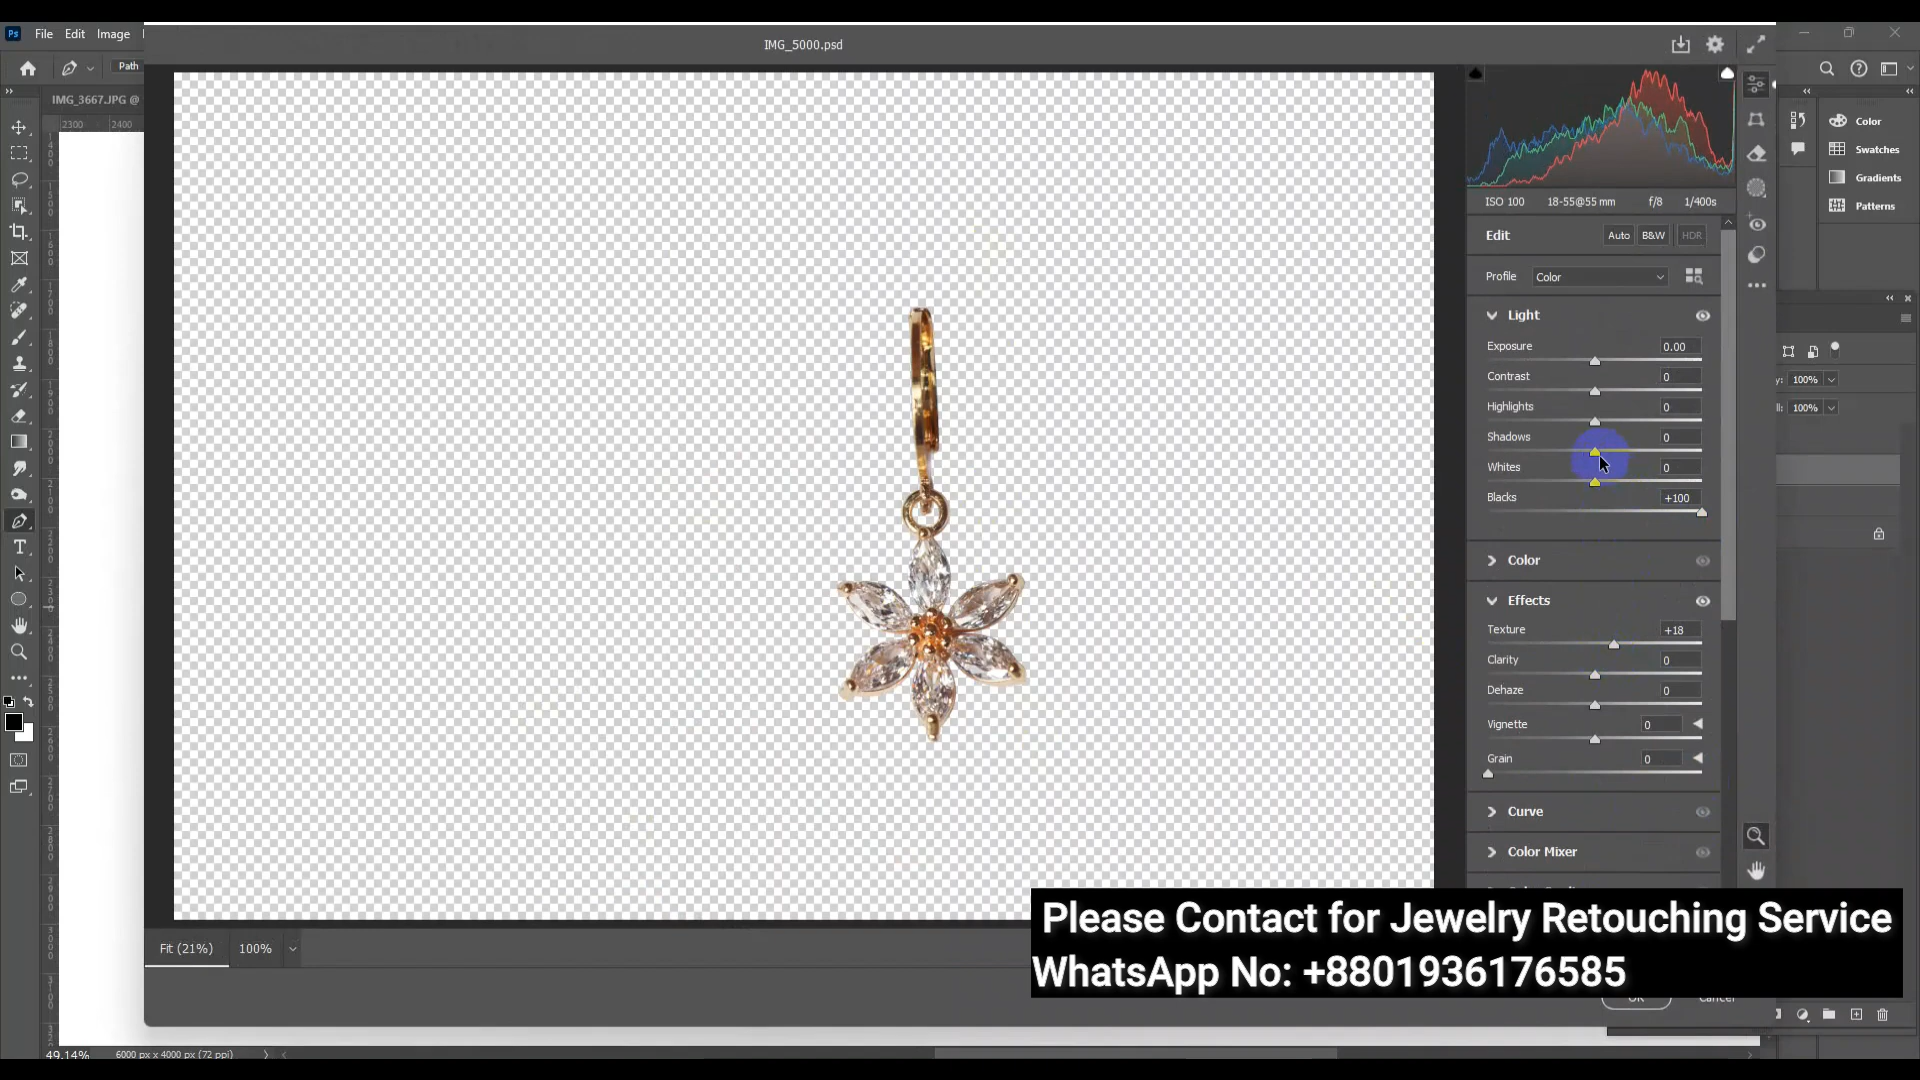 Ps File Edit Image
IMG_5000.psd
Path
IMG_3667.JPG @
2300 2400
ISO 100 18-55@55 mm f/8 1/400s
Edit Auto B&W HDR
Profile Color
Light
Exposure 0.00
Contrast 0
Highlights 0
Shadows 0
Whites 0
Blacks +100
Color
Effects
Texture +18
Clarity 0
Dehaze 0
Vignette 0
Grain 0
Curve
Color Mixer
Color
Swatches
Gradients
Patterns
y: 100%
l: 100%
Fit (21%) 100%
Please Contact for Jewelry Retouching Service
WhatsApp No: +8801936176585
OK Cancel
49.14% 6000 px x 4000 px (72 ppi)